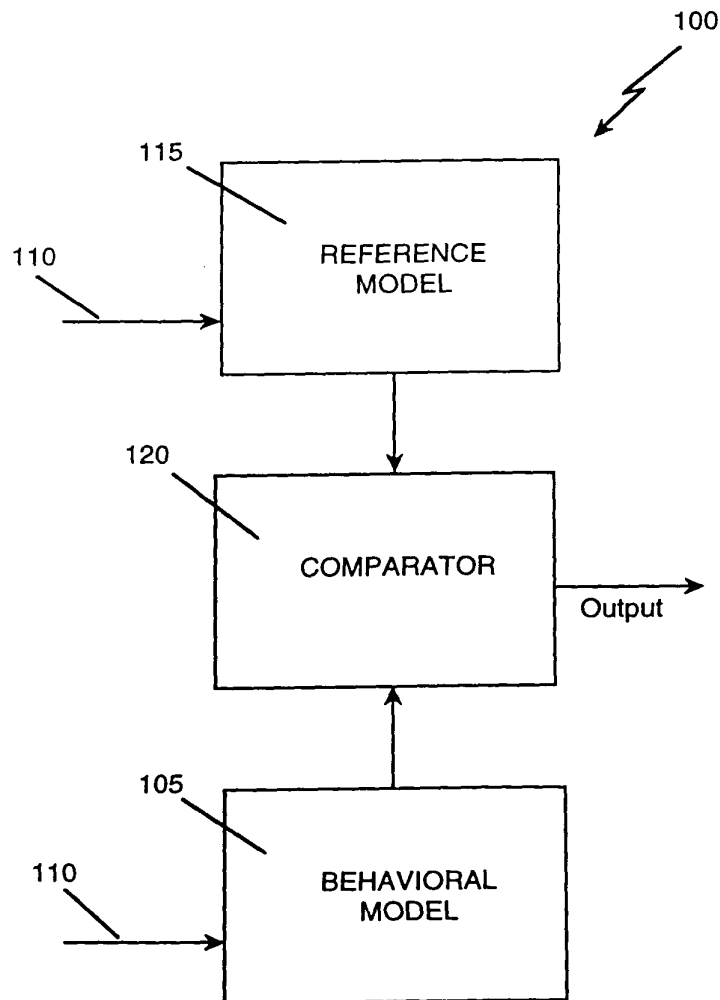 100
115
REFERENCE
MODEL
110
120
COMPARATOR
Output
105
BEHAVIORAL
MODEL
110